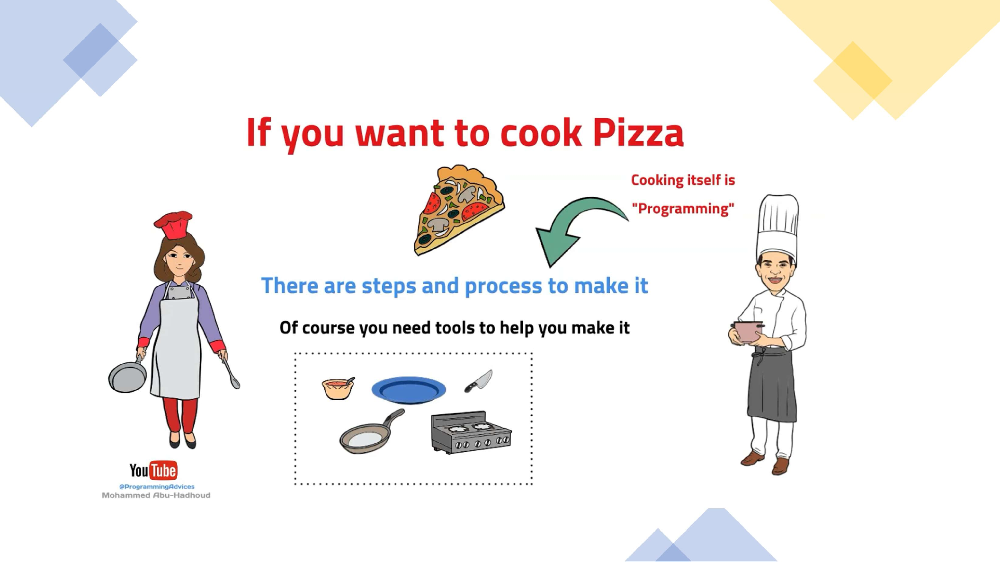 If you want to cook Pizza
Cooking itself is
"Programming"
There are steps and process to make it
Of course you need tools to help you make it
YouTube
@ProgrammingAdvices
Mohammed Abu-Hadhoud